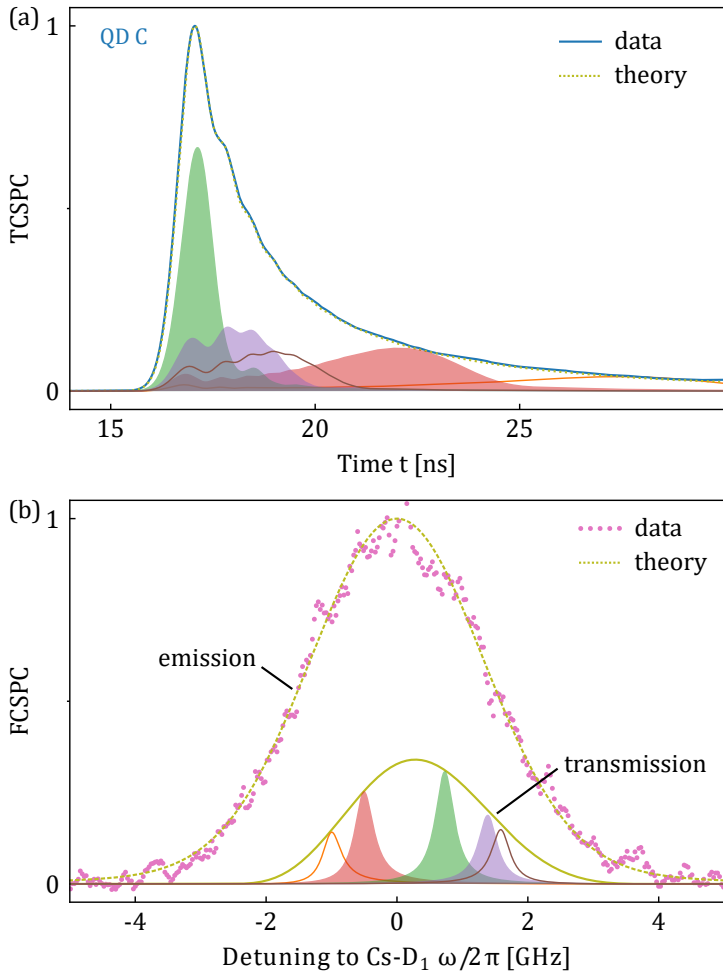 (a)
1
QD C
data
theory
TCSPC
0
15
20
25
Time t [ns]
(b)
1
data
theory
emission
FCSPC
transmission
0
-4
-2
0
2
4
Detuning to Cs-D₁ ω/2π [GHz]